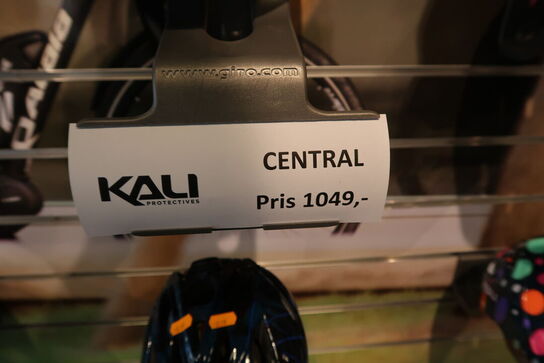 www.giro.com
CENTRAL
KALI
PROTECTIVES
Pris 1049,-